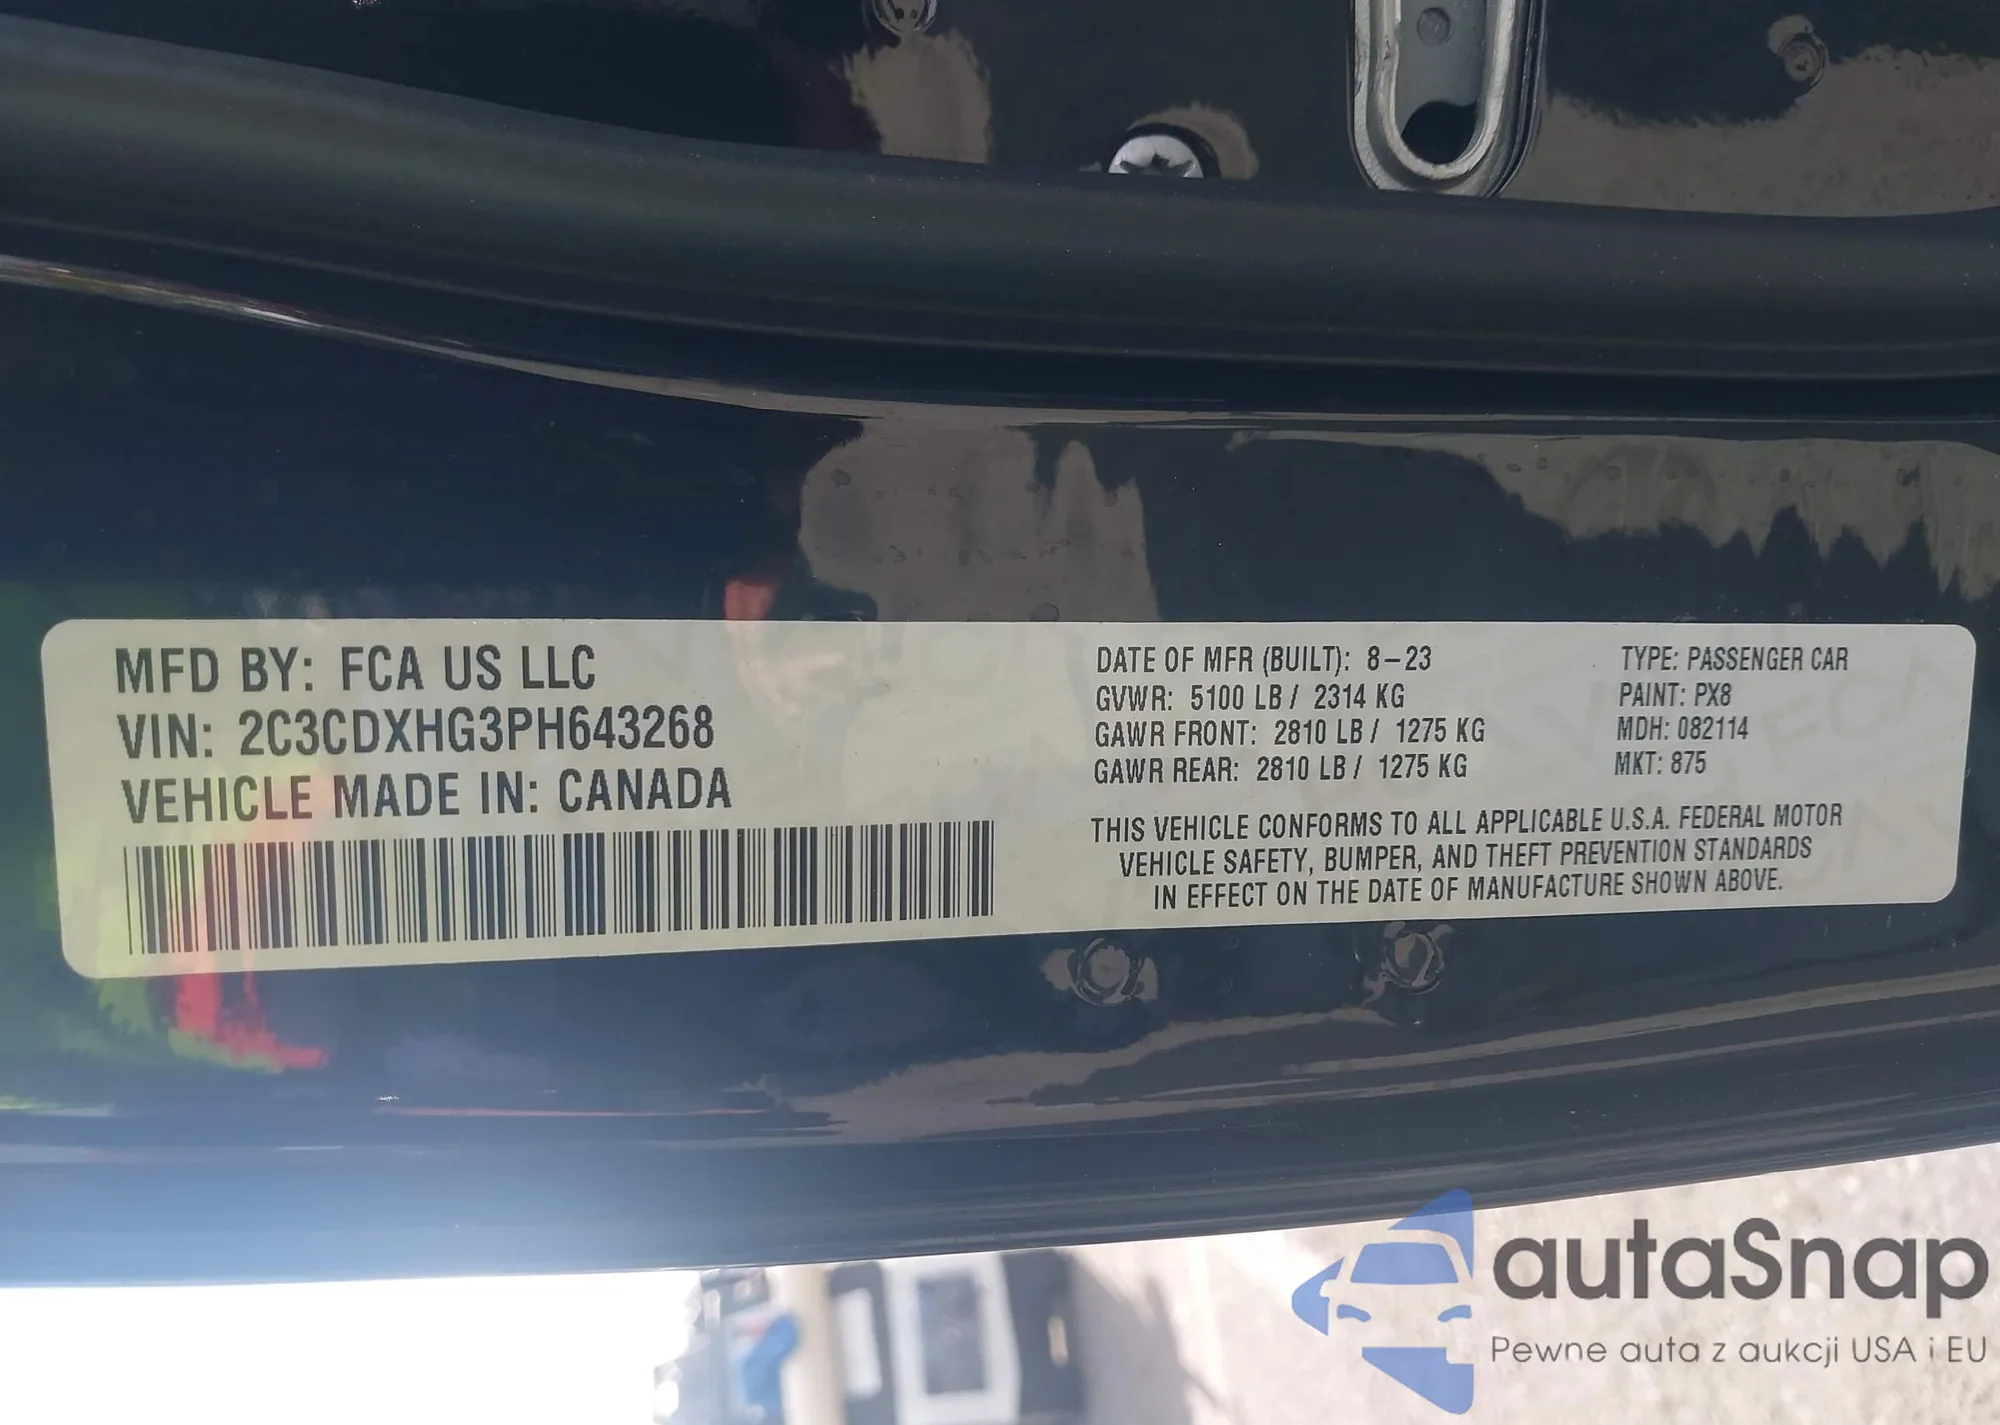 MFD BY: FCA US LLC
VIN: 2C3CDXHG3PH643268
VEHICLE MADE IN: CANADA
DATE OF MFR (BUILT): 8-23
GVWR: 5100 LB / 2314 KG
GAWR FRONT: 2810 LB / 1275 KG
GAWR REAR: 2810 LB / 1275 KG
TYPE: PASSENGER CAR
PAINT: PX8
MDH: 082114
MKT: 875
THIS VEHICLE CONFORMS TO ALL APPLICABLE U.S.A. FEDERAL MOTOR
VEHICLE SAFETY, BUMPER, AND THEFT PREVENTION STANDARDS
IN EFFECT ON THE DATE OF MANUFACTURE SHOWN ABOVE.
autaSnap
Pewne auta z aukcji USA i EU